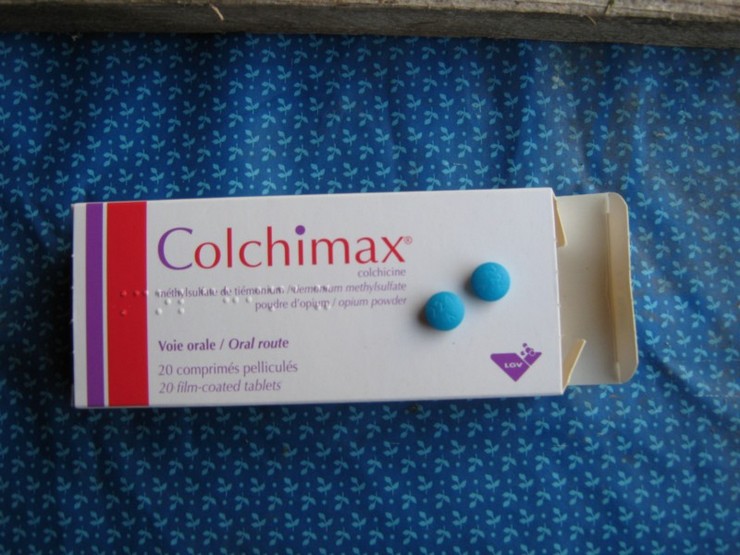 Colchimax®
colchicine
méthylsulfate de tiémonium / tiemonium methylsulfate
poudre d'opium / opium powder
Voie orale / Oral route
20 comprimés pelliculés
20 film-coated tablets
LGV